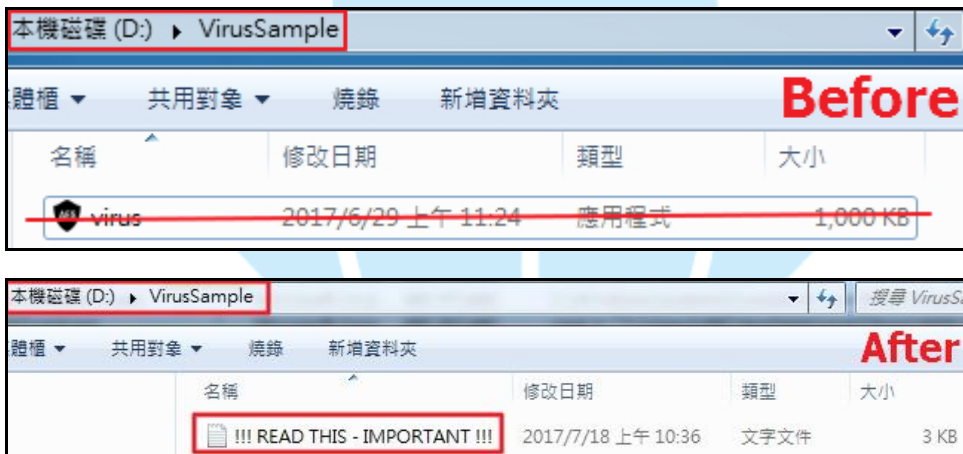 本機磁碟 (D:) ▸ VirusSample
共用對象 燒錄 新增資料夾 Before
名稱 修改日期 類型 大小
virus 2017/6/29 上午 11:24 應用程式 1,000 KB
本機磁碟 (D:) ▸ VirusSample 搜尋
體櫃 共用對象 燒錄 新增資料夾 After
名稱 修改日期 類型 大小
!!! READ THIS - IMPORTANT !!! 2017/7/18 上午 10:36 文字文件 3 KB